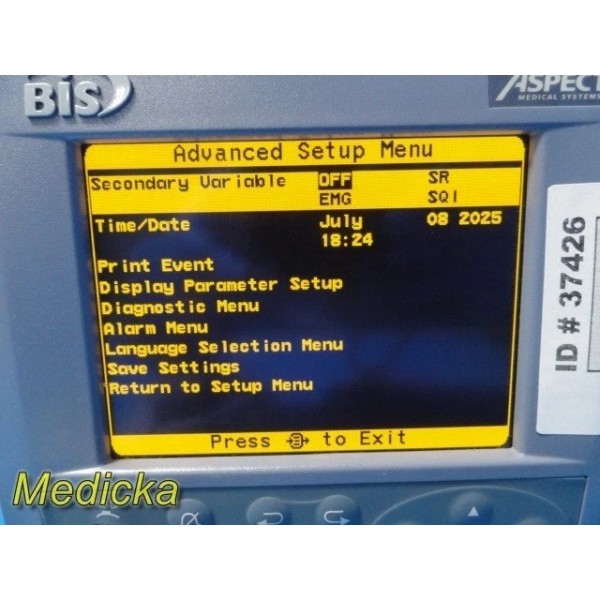 BIS
ASPECT
MEDICAL SYSTEMS
Advanced Setup Menu
Secondary Variable OFF SR
EMG SQI
Time/Date July 08 2025
18:24
Print Event
Display Parameter Setup
Diagnostic Menu
Alarm Menu
Language Selection Menu
Save Settings
Return to Setup Menu
Press to Exit
ID # 37426
Medicka